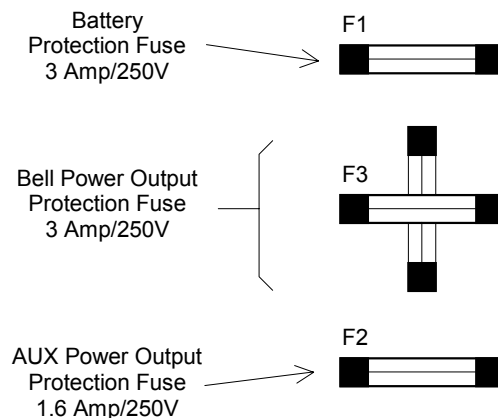 Battery
Protection Fuse
3 Amp/250V
F1
Bell Power Output
Protection Fuse
3 Amp/250V
F3
AUX Power Output
Protection Fuse
1.6 Amp/250V
F2